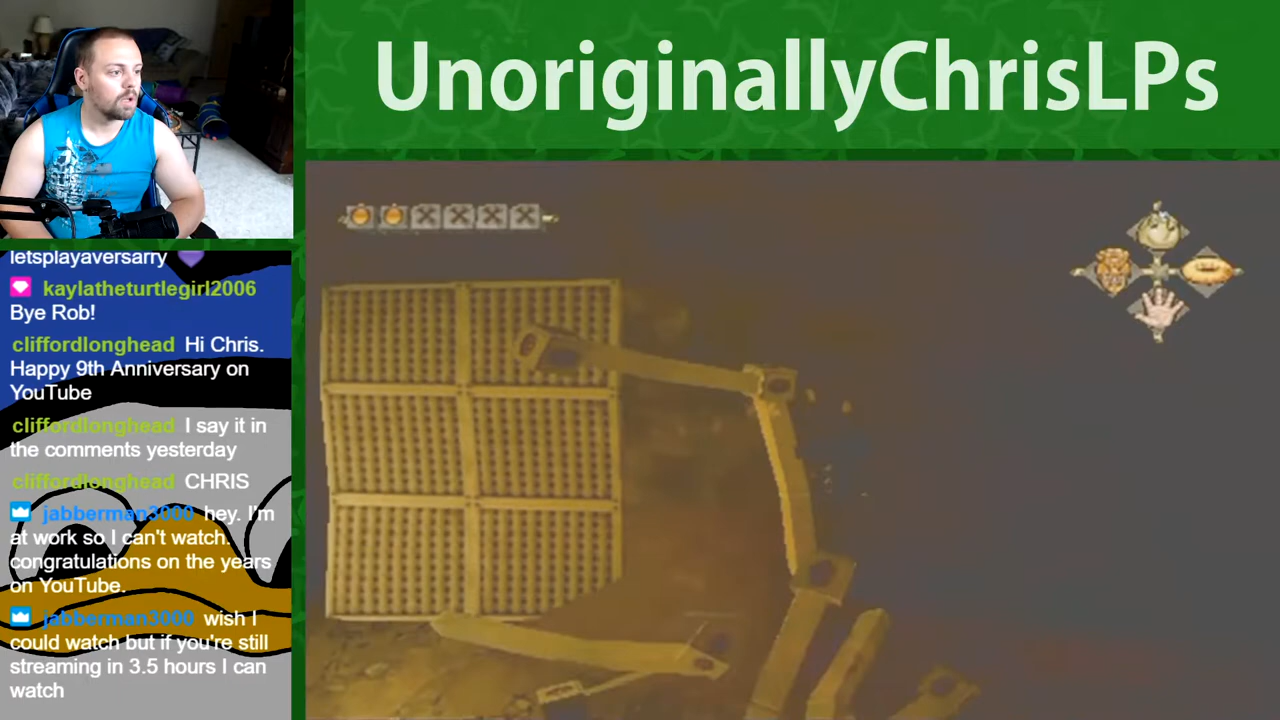 UnoriginallyChrisLPs
letsplayaversarry
kaylatheturtlegirl2006
Bye Rob!
cliffordlonghead Hi Chris.
Happy 9th Anniversary on
YouTube
cliffordlonghead I say it in
the comments yesterday
cliffordlonghead CHRIS
jabberman3000 hey. I'm
at work so I can't watch.
congratulations on the years
on YouTube.
jabberman3000 wish I
could watch but if you're still
streaming in 3.5 hours I can
watch